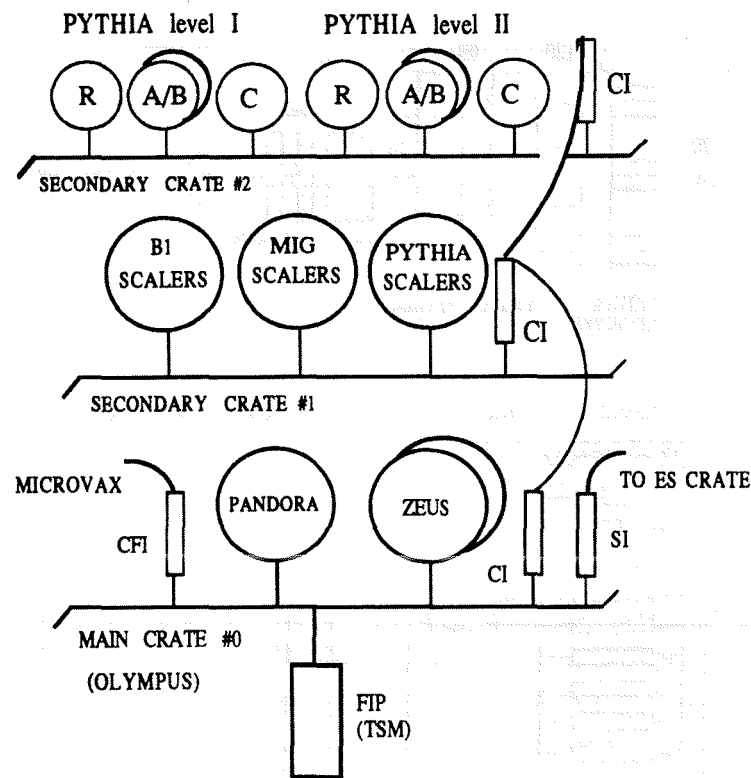 PYTHIA level I
PYTHIA level II
R
A/B
C
R
A/B
C
CI
SECONDARY CRATE #2
B1
SCALERS
MIG
SCALERS
PYTHIA
SCALERS
CI
SECONDARY CRATE #1
MICROVAX
CFI
PANDORA
ZEUS
CI
TO ES CRATE
SI
MAIN CRATE #0
(OLYMPUS)
FIP
(TSM)